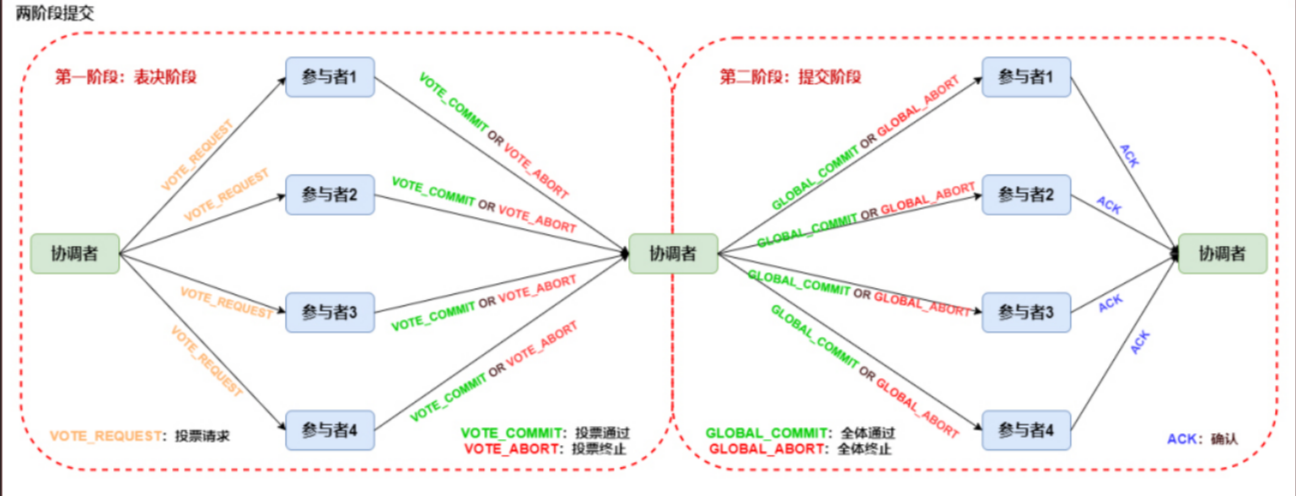 两阶段提交
第一阶段：表决阶段
参与者1
VOTE_REQUEST
VOTE_COMMIT OR VOTE_ABORT
参与者2
VOTE_REQUEST
VOTE_COMMIT OR VOTE_ABORT
协调者
参与者3
VOTE_REQUEST
VOTE_COMMIT OR VOTE_ABORT
参与者4
VOTE_REQUEST
VOTE_COMMIT OR VOTE_ABORT
VOTE_REQUEST：投票请求
VOTE_COMMIT：投票通过
VOTE_ABORT：投票终止
协调者
第二阶段：提交阶段
GLOBAL_COMMIT OR GLOBAL_ABORT
参与者1
ACK
GLOBAL_COMMIT OR GLOBAL_ABORT
参与者2
ACK
GLOBAL_COMMIT OR GLOBAL_ABORT
参与者3
ACK
GLOBAL_COMMIT OR GLOBAL_ABORT
参与者4
ACK
协调者
GLOBAL_COMMIT：全体通过
GLOBAL_ABORT：全体终止
ACK：确认